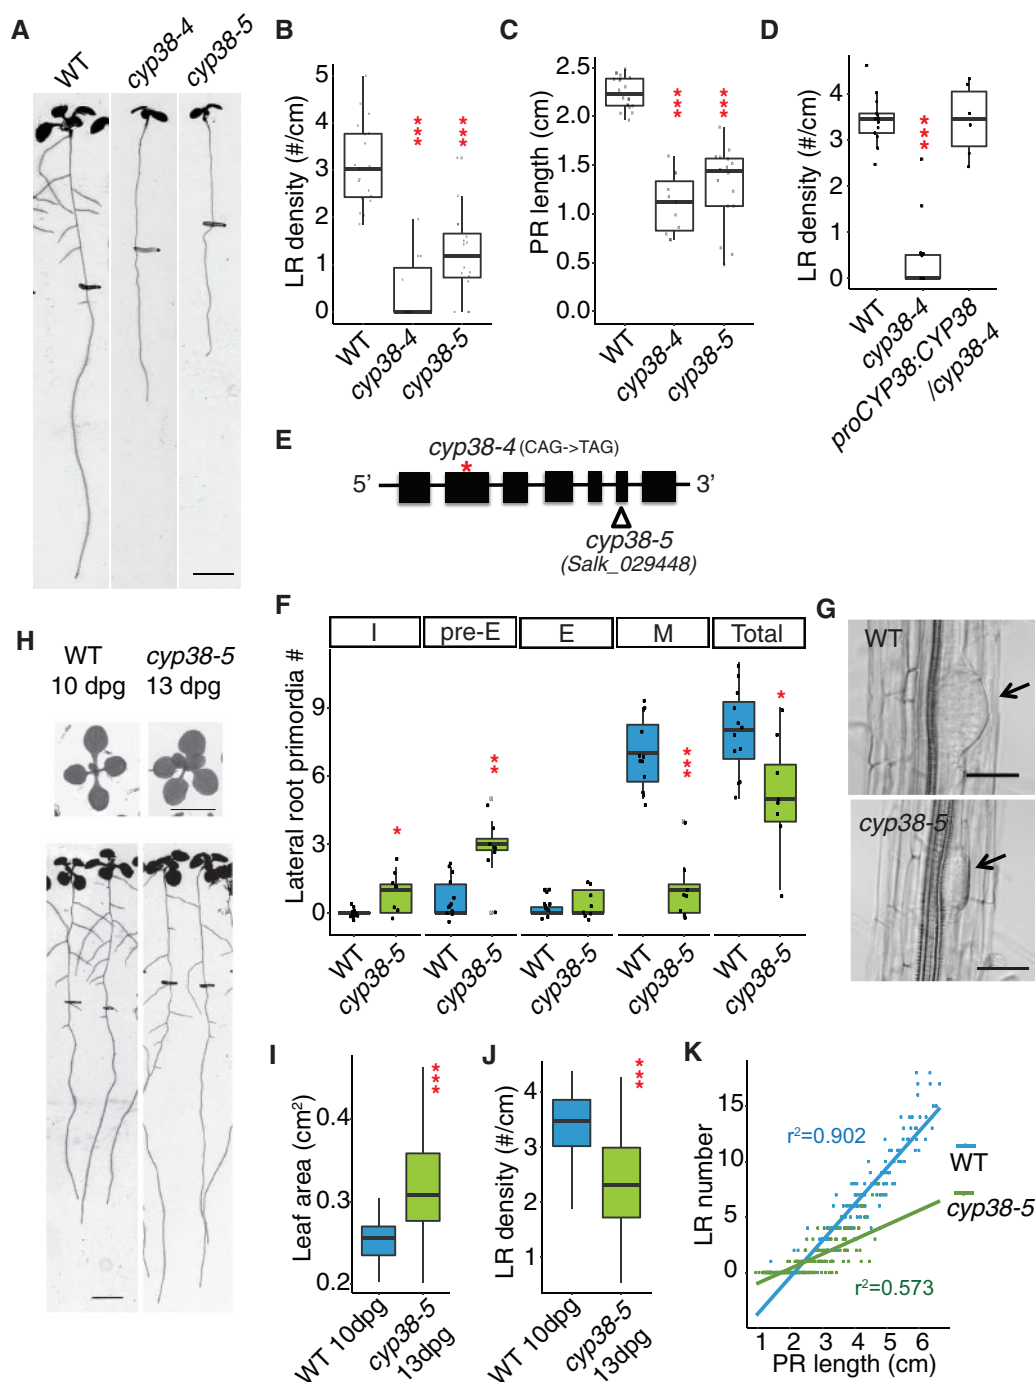 A
WT
cyp38-4
cyp38-5
B
LR density (#/cm)
5
4
3
2
1
0
WT
cyp38-4
cyp38-5
***
***
C
PR length (cm)
2.5
2.0
1.5
1.0
0.5
0.0
WT
cyp38-4
cyp38-5
***
***
D
LR density (#/cm)
4
3
2
1
0
WT
cyp38-4
proCYP38:CYP38
/cyp38-4
***
E
cyp38-4 (CAG->TAG)
*
5'
3'
cyp38-5
(Salk_029448)
F
I
pre-E
E
M
Total
Lateral root primordia #
9
6
3
0
*
**
***
*
WT
cyp38-5
WT
cyp38-5
WT
cyp38-5
WT
cyp38-5
WT
cyp38-5
G
WT
cyp38-5
H
WT
10 dpg
cyp38-5
13 dpg
I
Leaf area (cm²)
0.4
0.3
0.2
***
WT 10dpg
cyp38-5
13dpg
J
LR density (#/cm)
4
3
2
1
***
WT 10dpg
cyp38-5
13dpg
K
LR number
15
10
5
0
r²=0.902
r²=0.573
WT
cyp38-5
1 2 3 4 5 6
PR length (cm)